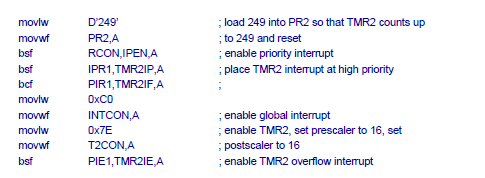 movlw D'249' ; load 249 into PR2 so that TMR2 counts up
movwf PR2,A ; to 249 and reset
bsf RCON,IPEN,A ; enable priority interrupt
bsf IPR1,TMR2IP,A ; place TMR2 interrupt at high priority
bcf PIR1,TMR2IF,A ;
movlw 0xC0
movwf INTCON,A ; enable global interrupt
movlw 0x7E ; enable TMR2, set prescaler to 16, set
movwf T2CON,A ; postscaler to 16
bsf PIE1,TMR2IE,A ; enable TMR2 overflow interrupt